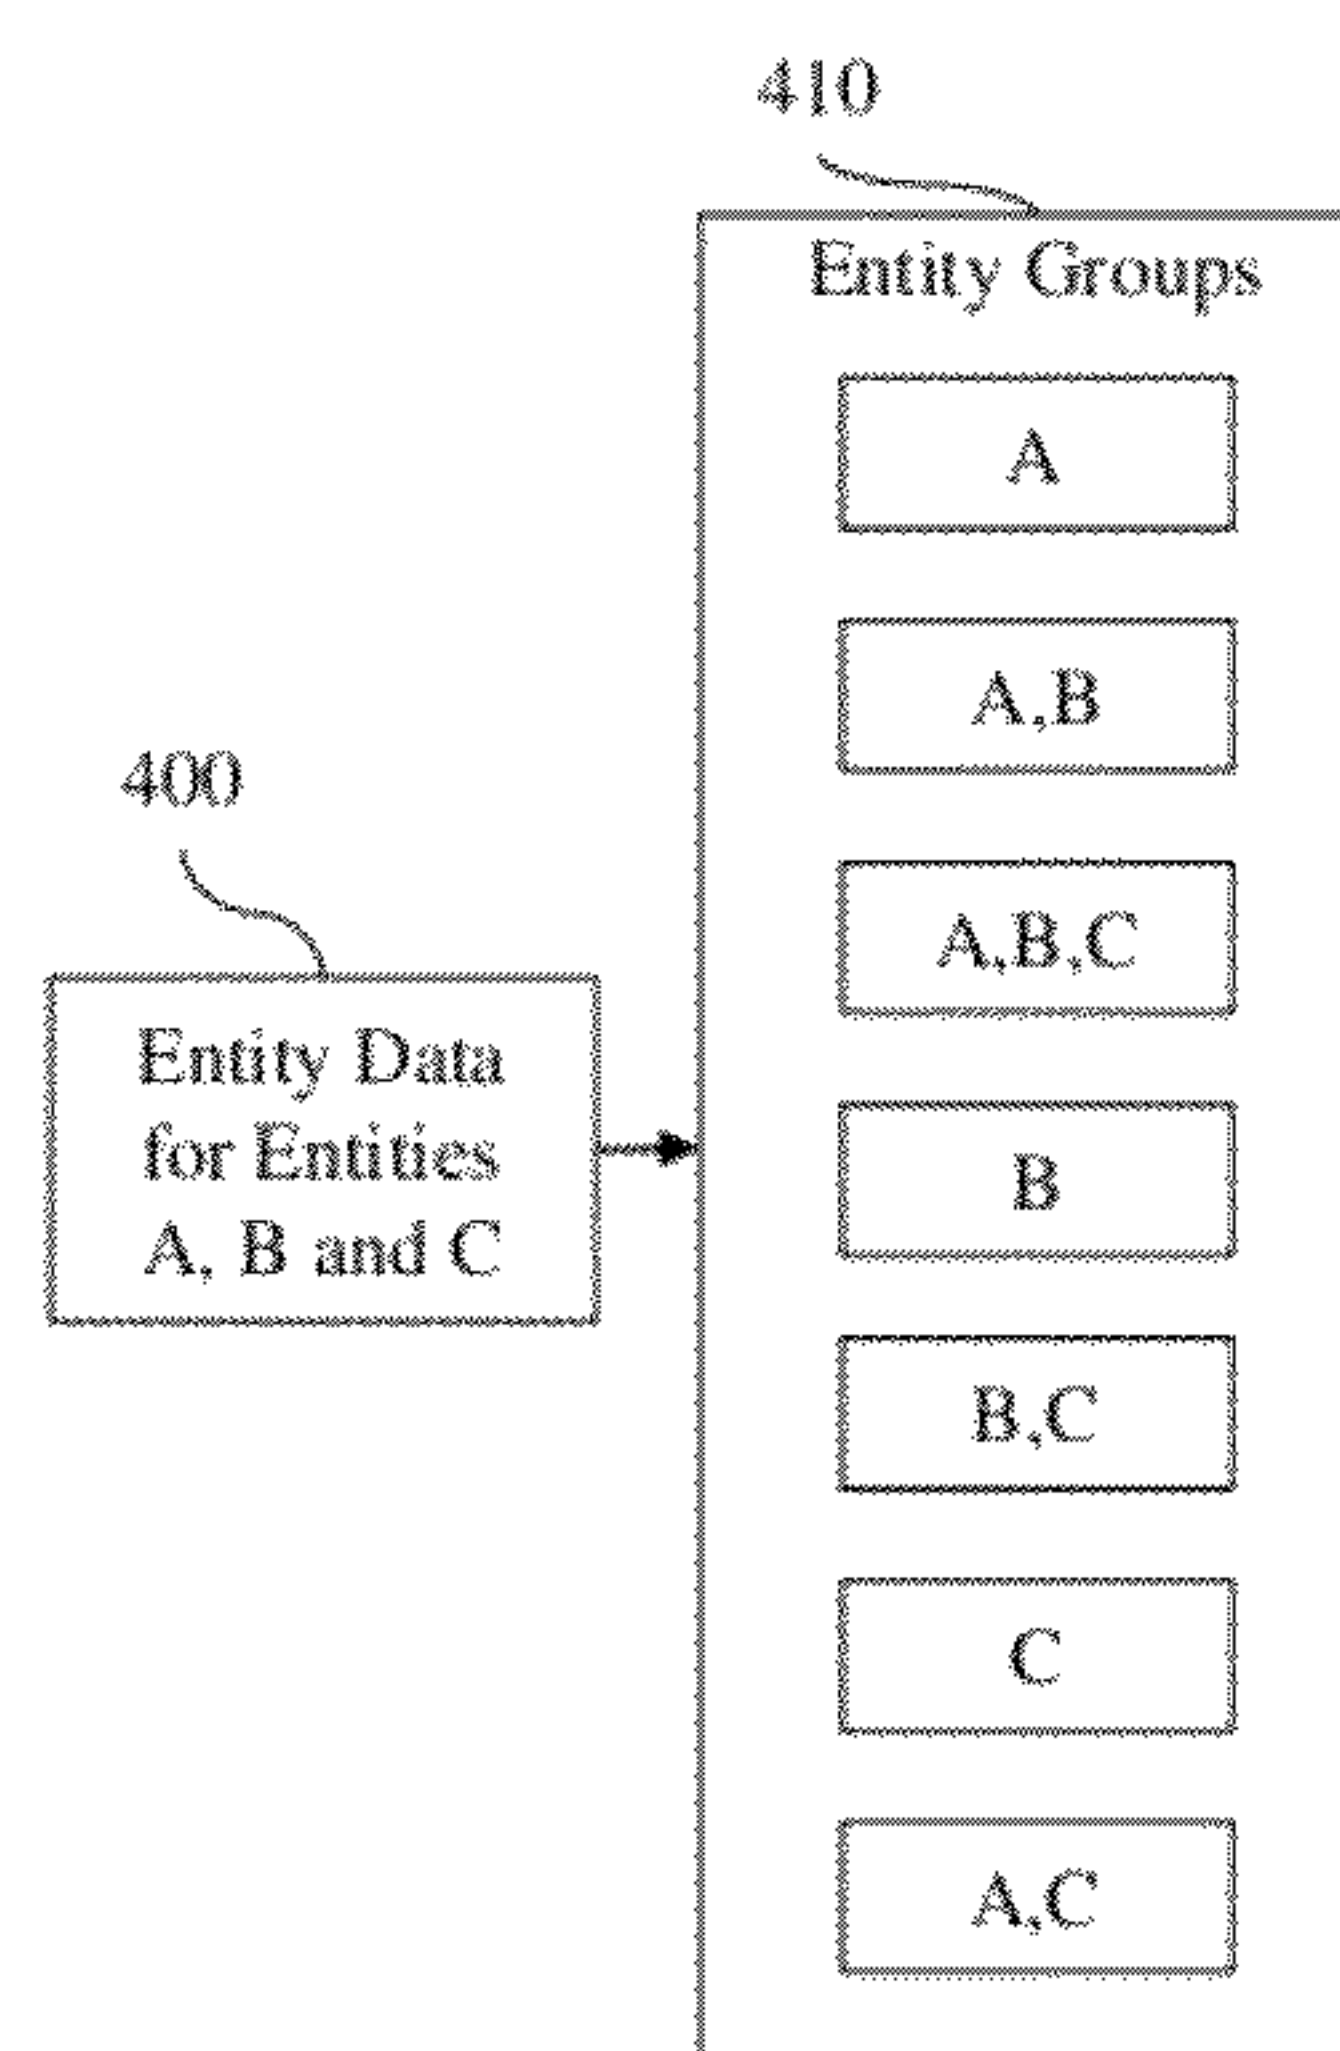 410
Entity Groups
A
A,B
A,B,C
B
B,C
C
A,C
400
Entity Data
for Entities
A, B and C